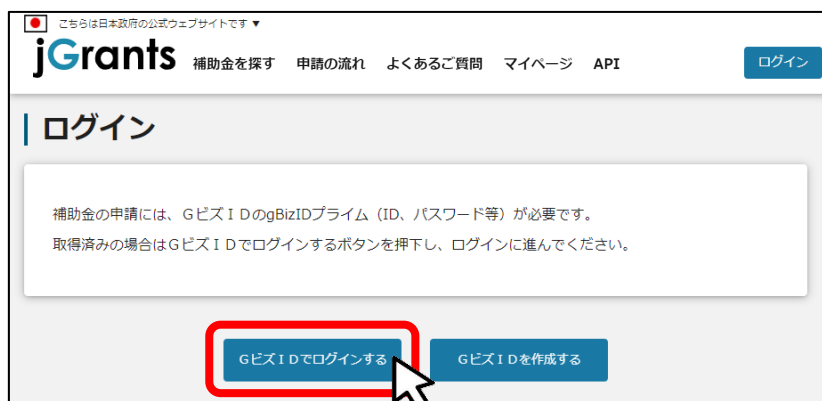 こちらは日本政府の公式ウェブサイトです ▼
jGrants 補助金を探す 申請の流れ よくあるご質問 マイページ API ログイン
ログイン
補助金の申請には、GビズIDのgBizIDプライム（ID、パスワード等）が必要です。
取得済みの場合はGビズIDでログインするボタンを押下し、ログインに進んでください。
GビズIDでログインする GビズIDを作成する